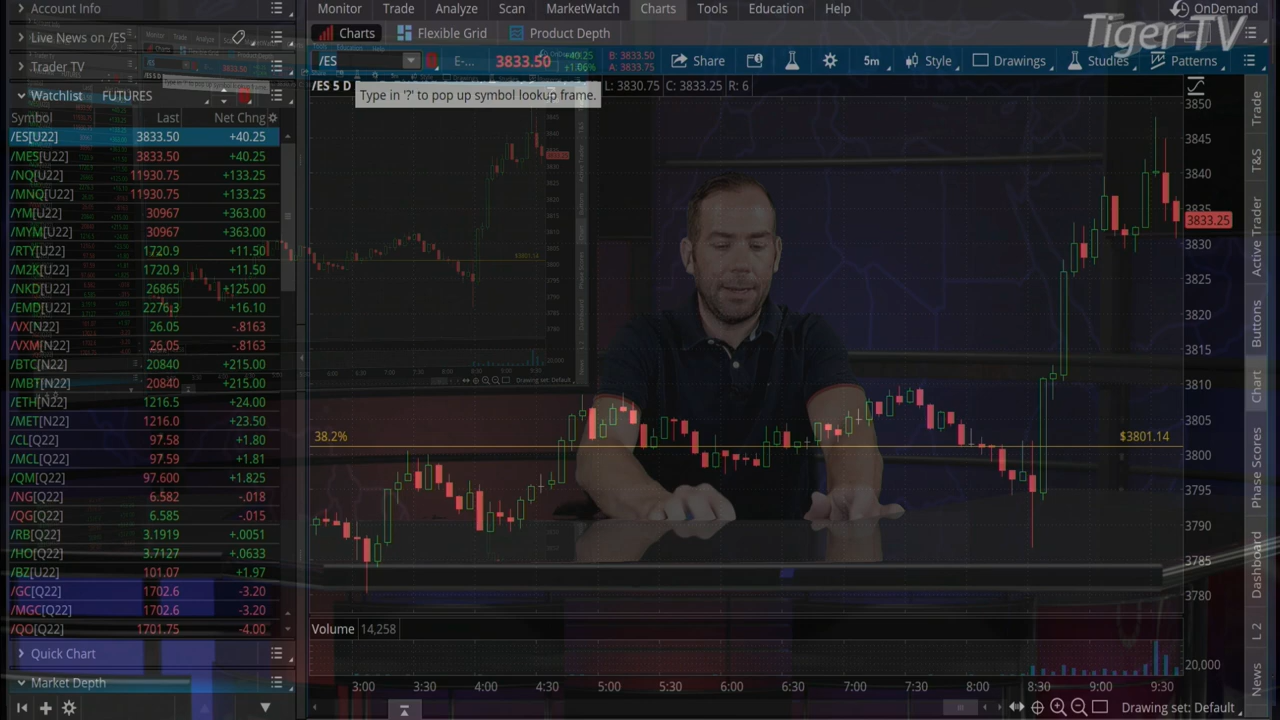 Account Info
Monitor Trade Analyze Scan MarketWatch Charts Tools Education Help
OnDemand
Tiger-TV
Live News on /ES
Charts Flexible Grid Product Depth
Trader TV
/ES E-... 3833.50 +40.25 +1.06% B: 3833.50 A: 3833.75 Share 5m Style Drawings Studies Patterns
Watchlist FUTURES
/ES 5 D
Type in '?' to pop up symbol lookup frame.
L: 3830.75 C: 3833.25 R: 6
Symbol Last Net Chng
/ES[U22] 3833.50 +40.25
/MES[U22] 3833.50 +40.25
/NQ[U22] 11930.75 +133.25
/MNQ[U22] 11930.75 +133.25
/YM[U22] 30967 +363.00
/MYM[U22] 30967 +363.00
/RTY[U22] 1720.9 +11.50
/M2K[U22] 1720.9 +11.50
/NKD[U22] 26865 +125.00
/EMD[U22] 2276.3 +16.10
/VX[N22] 26.05 -.8163
/VXM[N22] 26.05 -.8163
/BTC[N22] 20840 +215.00
/MBT[N22] 20840 +215.00
/ETH[N22] 1216.5 +24.00
/MET[N22] 1216.0 +23.50
/CL[Q22] 97.58 +1.80
/MCL[Q22] 97.59 +1.81
/QM[Q22] 97.600 +1.825
/NG[Q22] 6.582 -.018
/QG[Q22] 6.585 -.015
/RB[Q22] 3.1919 +.0051
/HO[Q22] 3.7127 +.0633
/BZ[U22] 101.07 +1.97
/GC[Q22] 1702.6 -3.20
/MGC[Q22] 1702.6 -3.20
/QO[Q22] 1701.75 -4.00
Quick Chart
Market Depth
38.2%
$3801.14
3850
3845
3840
3835
3833.25
3830
3825
3820
3815
3810
3805
3800
3795
3790
3785
3780
Volume 14,258
20,000
3:00 3:30 4:00 4:30 5:00 5:30 6:00 6:30 7:00 7:30 8:00 8:30 9:00 9:30
Drawing set: Default
Trade
T&S
Active Trader
Buttons
Chart
Phase Scores
Dashboard
L 2
News